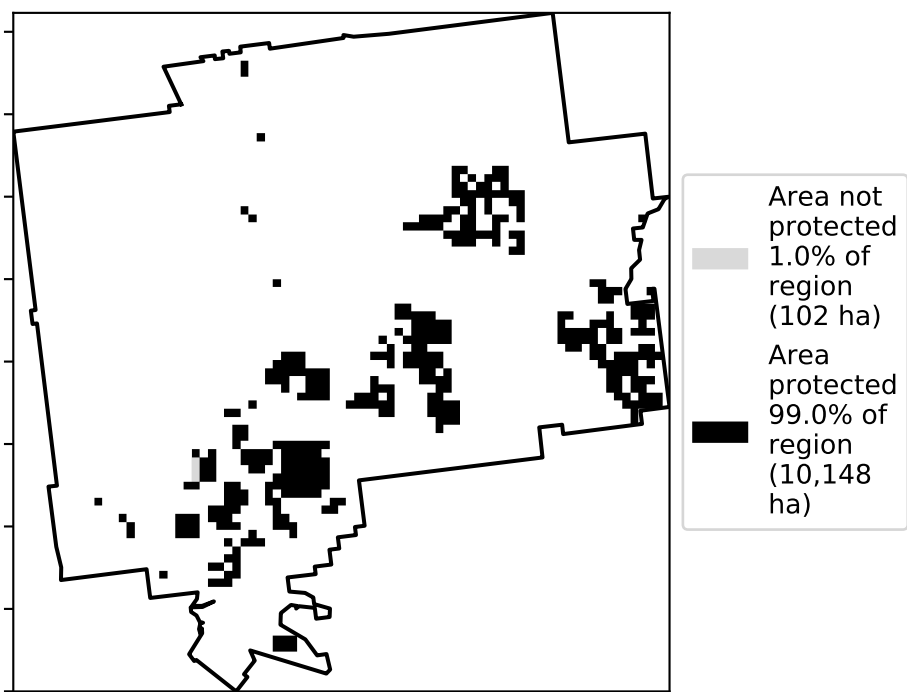 Area not
protected
1.0% of
region
(102 ha)
Area
protected
99.0% of
region
(10,148
ha)